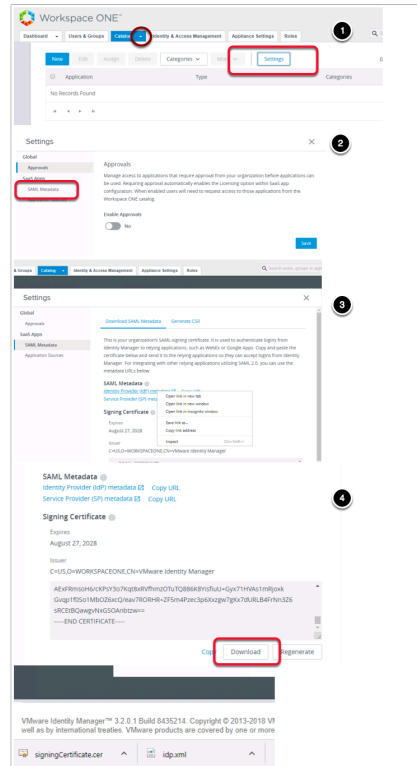 Workspace ONE™
Dashboard Users & Groups Catalog Identity & Access Management Appliance Settings Roles
1
New Edit Assign Delete Categories Settings
Application Type Categories
No Records Found
Settings
2
Global
Approvals
SaaS Apps
SAML Metadata
Application Sources
Approvals
Manage access to applications that require approval from your organization before applications can
be used. Requiring approval automatically enables the Licensing option within SaaS app
configuration. When enabled users will need to request access to those applications from the
Workspace ONE catalog.
Enable Approvals
No
Save
& Groups Catalog Identity & Access Management Appliance Settings Roles
Settings
3
Global
Approvals
SaaS Apps
SAML Metadata
Application Sources
Download SAML Metadata Generate CSR
This is your organization's SAML signing certificate. It is used to authenticate logins from
Identity Manager to relying applications, such as WebEx or Google Apps. Copy and paste the
certificate below and send it to the relying applications so they can accept logins from Identity
Manager. For integrating with other relying applications utilizing SAML 2.0, you can use the
metadata URLs below.
SAML Metadata
Identity Provider (IdP) metadata Copy URL
Service Provider (SP) meta
Open link in new tab
Open link in new window
Open link in incognito window
Save link as...
Copy link address
Inspect Ctrl+Shift+I
Signing Certificate
Expires
August 27, 2028
Issuer
C=US,O=WORKSPACEONE,CN=VMware Identity Manager
SAML Metadata
4
Identity Provider (IdP) metadata Copy URL
Service Provider (SP) metadata Copy URL
Signing Certificate
Expires
August 27, 2028
Issuer
C=US,O=WORKSPACEONE,CN=VMware Identity Manager
-----END CERTIFICATE-----
Copy Download Regenerate
VMware Identity Manager™ 3.2.0.1 Build 8435214. Copyright © 2013-2018 VM
well as by international treaties. VMware products are covered by one or more
signingCertificate.cer idp.xml